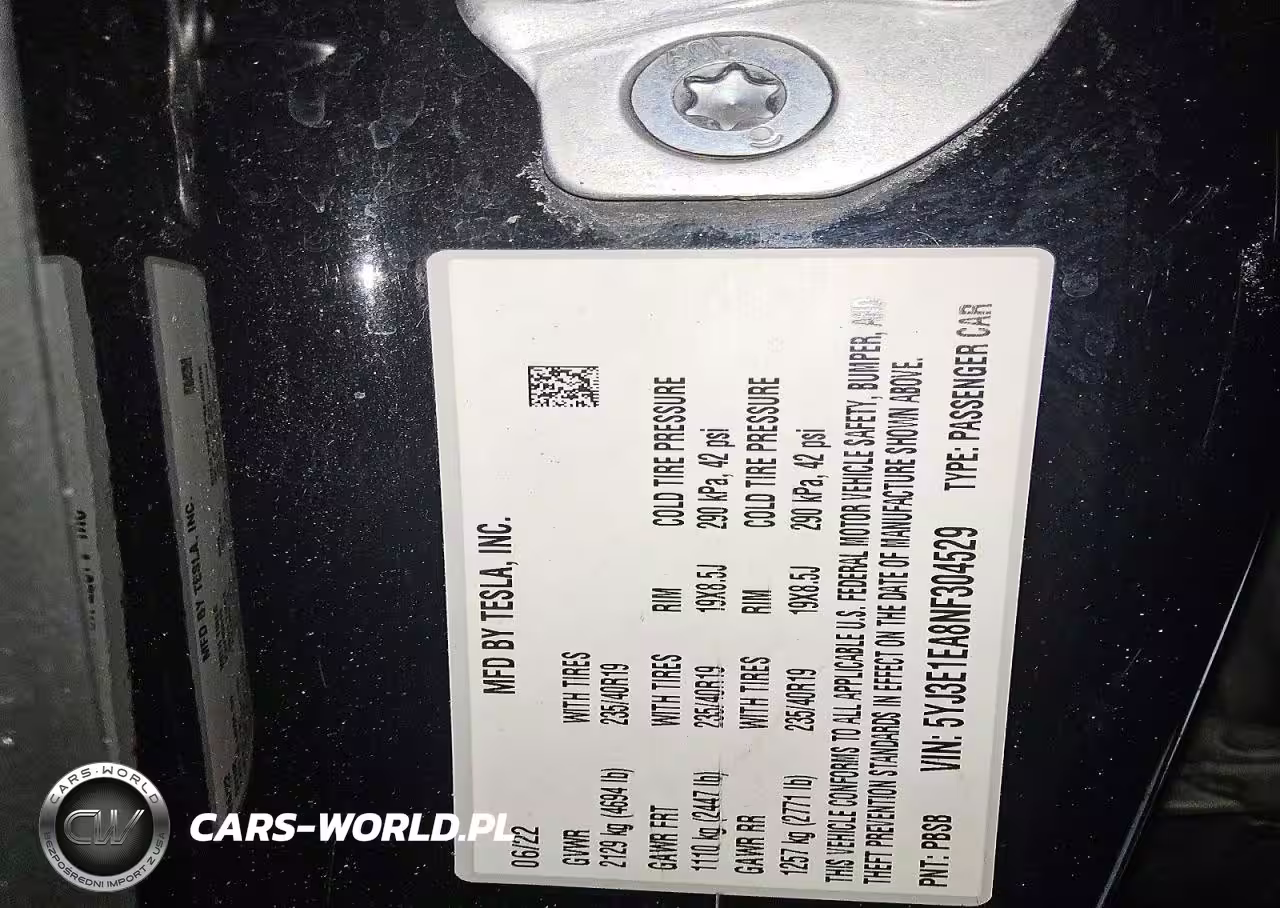 MFD BY TESLA, INC.
06/22
GVWR WITH TIRES
2129 kg (4694 lb) 235/40R19
GAWR FRT WITH TIRES RIM COLD TIRE PRESSURE
1110 kg (2447 lb) 235/40R19 19X8.5J 290 kPa, 42 psi
GAWR RR WITH TIRES RIM COLD TIRE PRESSURE
1257 kg (2771 lb) 235/40R19 19X8.5J 290 kPa, 42 psi
THIS VEHICLE CONFORMS TO ALL APPLICABLE U.S. FEDERAL MOTOR VEHICLE SAFETY, BUMPER, AND
THEFT PREVENTION STANDARDS IN EFFECT ON THE DATE OF MANUFACTURE SHOWN ABOVE.
PNT: PBSB VIN: 5YJ3E1EA8NF304529 TYPE: PASSENGER CAR
MFD BY TESLA, INC.
CARS-WORLD
CW
BEZPOŚREDNI IMPORT Z USA
CARS-WORLD.PL